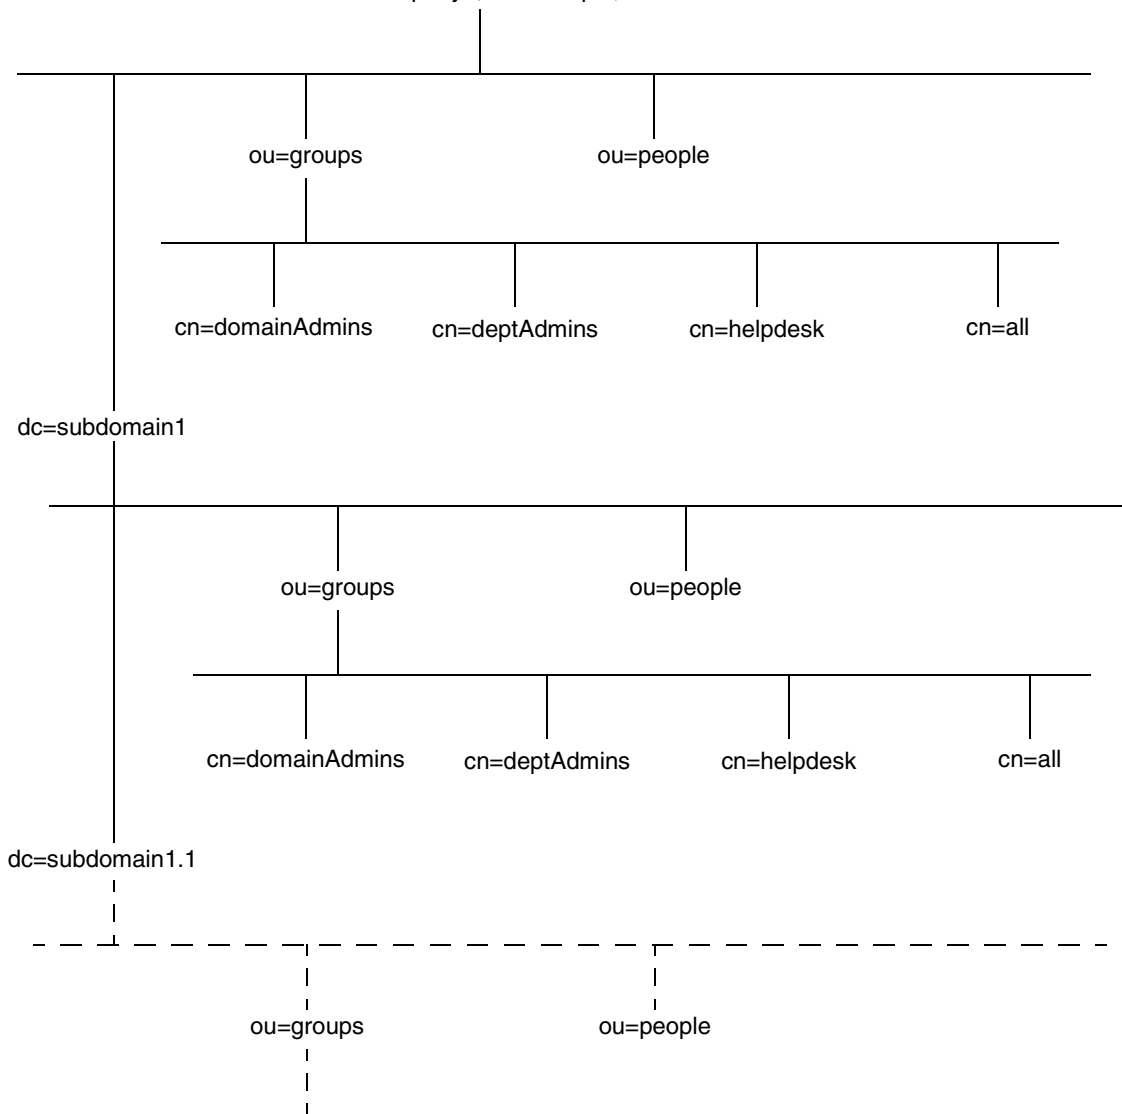 ou=groups
ou=people
cn=domainAdmins
cn=deptAdmins
cn=helpdesk
cn=all
dc=subdomain1
ou=groups
ou=people
cn=domainAdmins
cn=deptAdmins
cn=helpdesk
cn=all
dc=subdomain1.1
ou=groups
ou=people